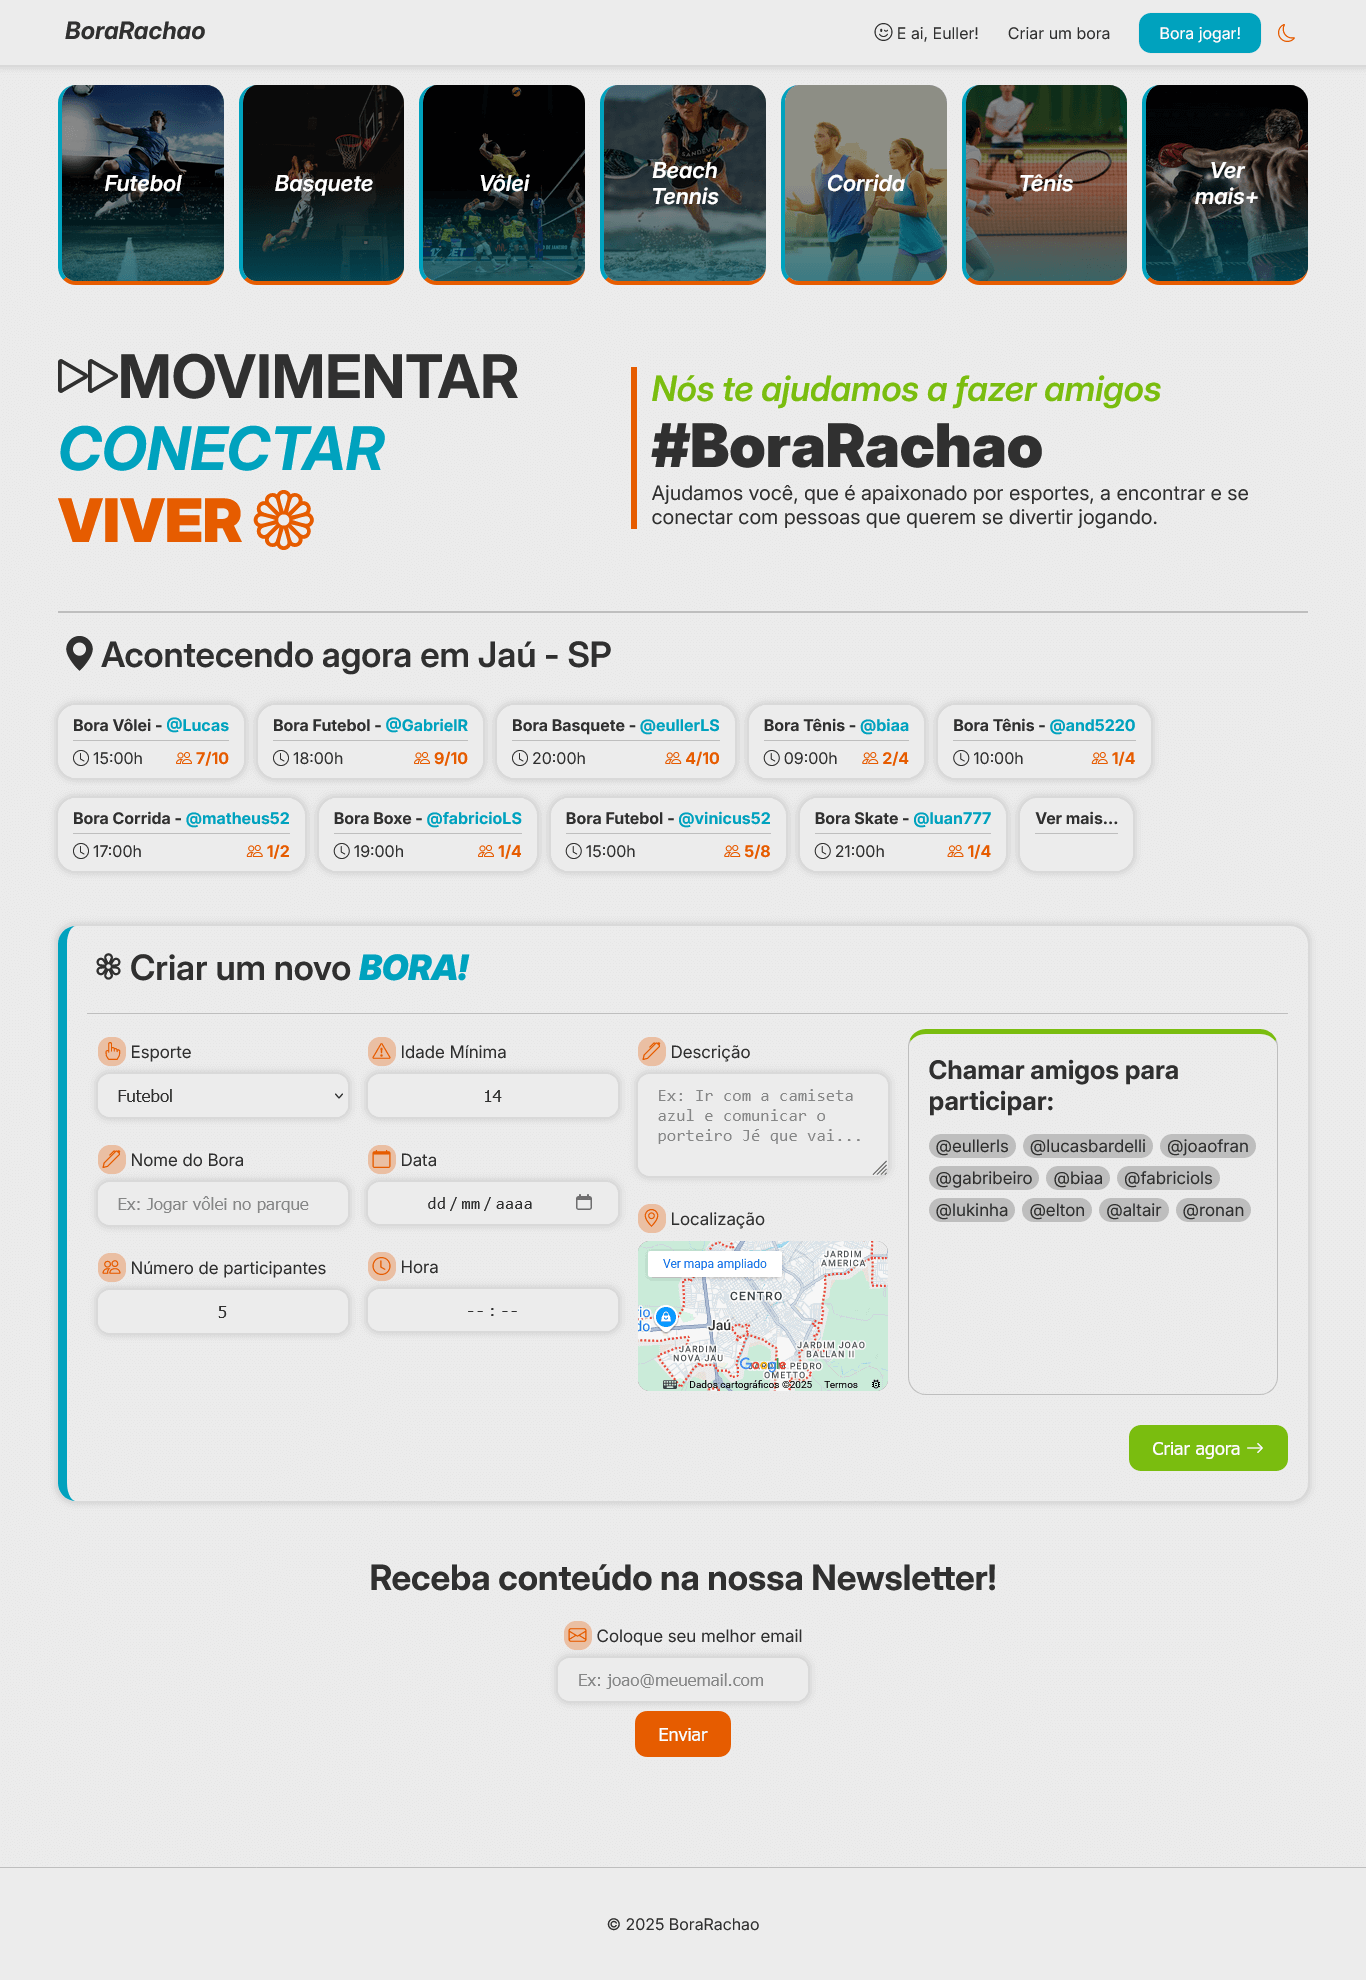 BoraRachao
E ai, Euller!
Criar um bora
Bora jogar!
Futebol
Basquete
Vôlei
Beach
Tennis
Corrida
Tênis
Ver
mais+
MOVIMENTAR
CONECTAR
VIVER
Nós te ajudamos a fazer amigos
#BoraRachao
Ajudamos você, que é apaixonado por esportes, a encontrar e se
conectar com pessoas que querem se divertir jogando.
Acontecendo agora em Jaú - SP
Bora Vôlei - @Lucas
15:00h 7/10
Bora Futebol - @GabrielR
18:00h 9/10
Bora Basquete - @eullerLS
20:00h 4/10
Bora Tênis - @biaa
09:00h 2/4
Bora Tênis - @and5220
10:00h 1/4
Bora Corrida - @matheus52
17:00h 1/2
Bora Boxe - @fabricioLS
19:00h 1/4
Bora Futebol - @vinicus52
15:00h 5/8
Bora Skate - @luan777
21:00h 1/4
Ver mais...
Criar um novo BORA!
Esporte
Futebol
Nome do Bora
Ex: Jogar vôlei no parque
Número de participantes
5
Idade Mínima
14
Data
dd/mm/aaaa
Hora
--:--
Descrição
Ex: Ir com a camiseta
azul e comunicar o
porteiro Jé que vai...
Localização
Ver mapa ampliado
JARDIM
AMERICA
CENTRO
Jaú
JARDIM
NOVA JAU
JARDIM JOAO
BALLAN II
Google
PEDRO
OMETTO
Dados cartográficos ©2025 Termos
Chamar amigos para
participar:
@eullerls @lucasbardelli @joaofran
@gabribeiro @biaa @fabriciols
@lukinha @elton @altair @ronan
Criar agora →
Receba conteúdo na nossa Newsletter!
Coloque seu melhor email
Ex: joao@meuemail.com
Enviar
© 2025 BoraRachao